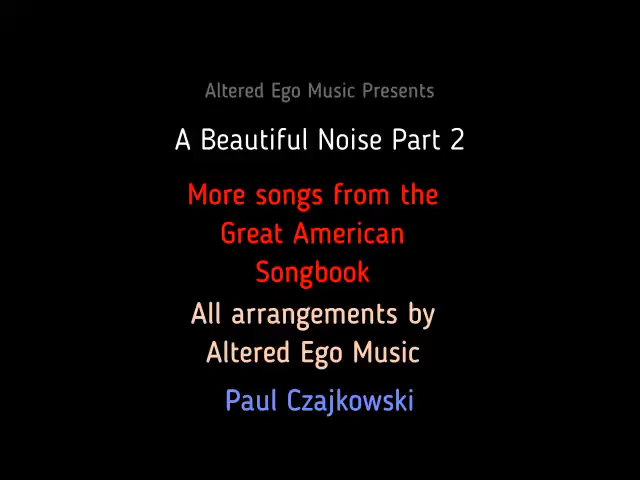 Altered Ego Music Presents
A Beautiful Noise Part 2
More songs from the
Great American
Songbook
All arrangements by
Altered Ego Music
Paul Czajkowski